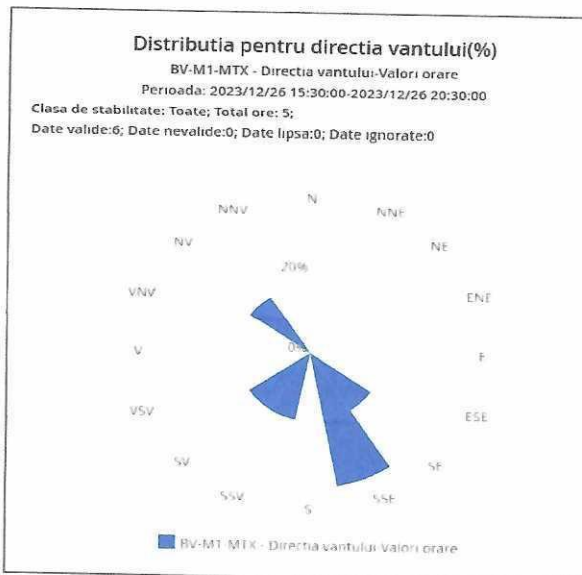 Distributia pentru directia vantului(%)
BV-M1-MTX - Directia vantului-Valori orare
Perioada: 2023/12/26 15:30:00-2023/12/26 20:30:00
Clasa de stabilitate: Toate; Total ore: 5;
Date valide:6; Date nevalide:0; Date lipsa:0; Date ignorate:0
N
NNV
NNE
NV
NE
20%
VNV
ENE
V
0%
E
VSV
ESE
SV
SE
SSV
SSE
S
BV-M1-MTX - Directia vantului-Valori orare